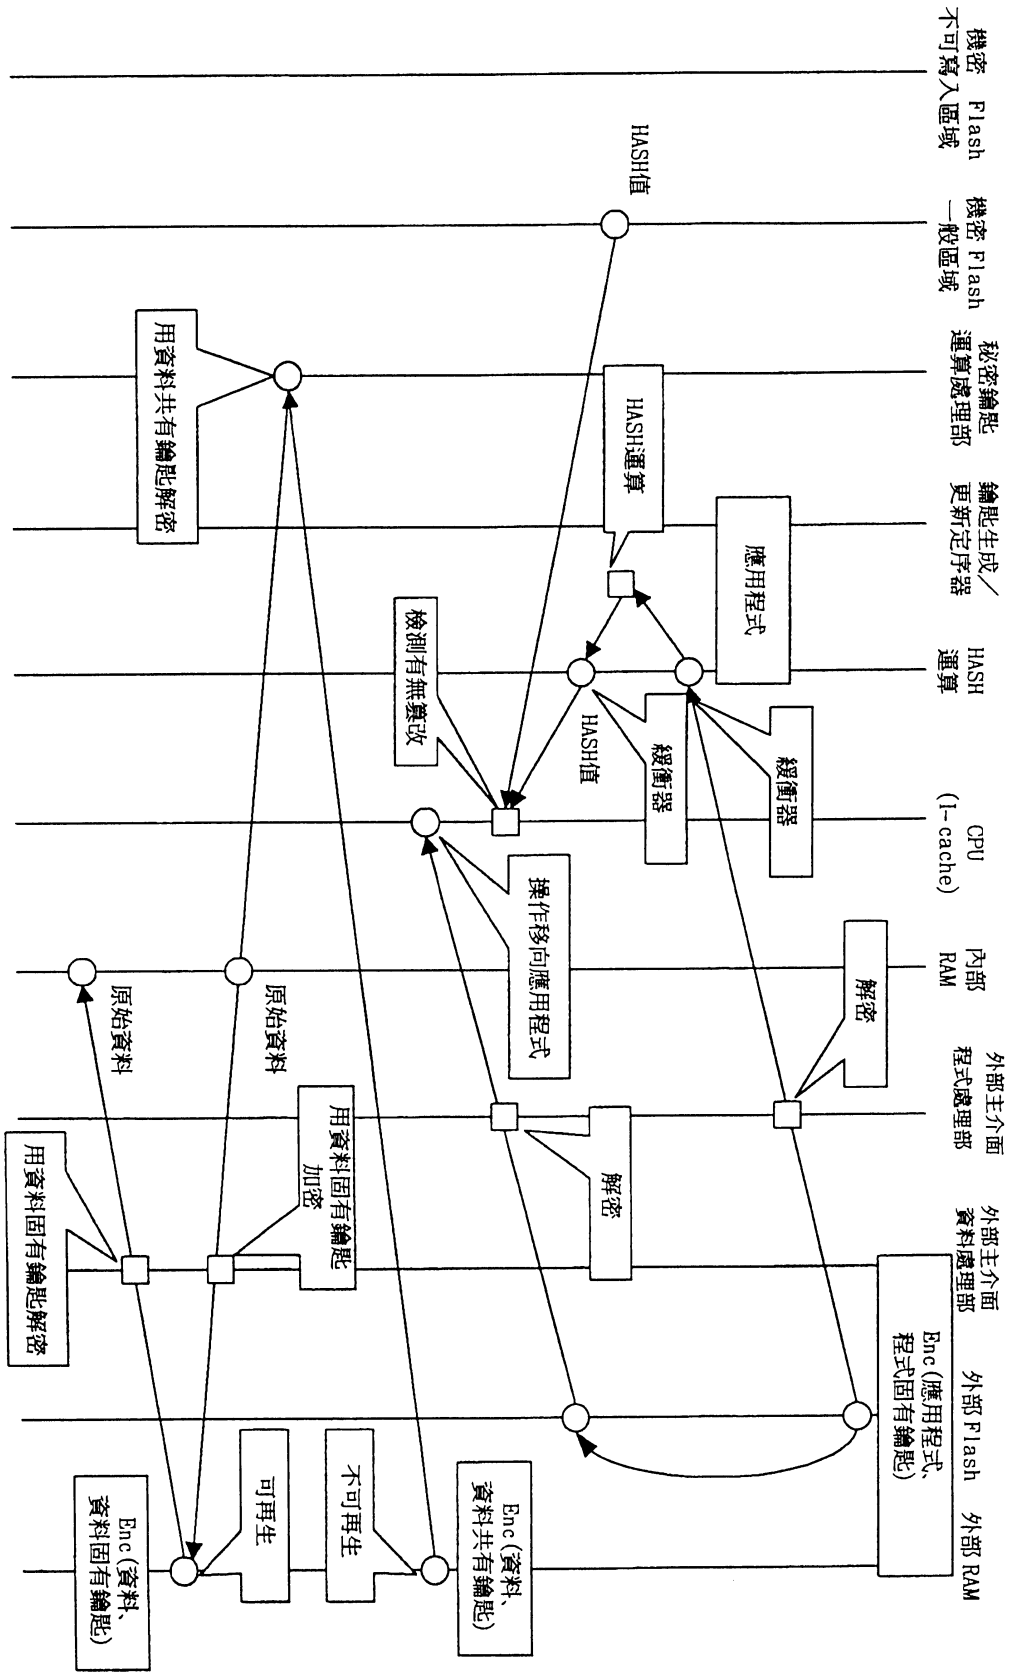 機密 Flash
不可寫入區域
機密 Flash
一般區域
秘密鑰匙
運算處理部
鑰匙生成／
更新定序器
HASH
運算
CPU
(I-cache)
內部
RAM
外部主介面
程式處理部
外部主介面
資料處理部
外部 Flash
外部 RAM
Enc(應用程式、
程式固有鑰匙)
解密
緩衝器
應用程式
緩衝器
HASH運算
HASH值
HASH值
解密
操作移向應用程式
檢測有無篡改
Enc(資料、
資料共有鑰匙)
不可再生
用資料共有鑰匙解密
原始資料
用資料固有鑰匙
加密
可再生
Enc(資料、
資料固有鑰匙)
原始資料
用資料固有鑰匙解密